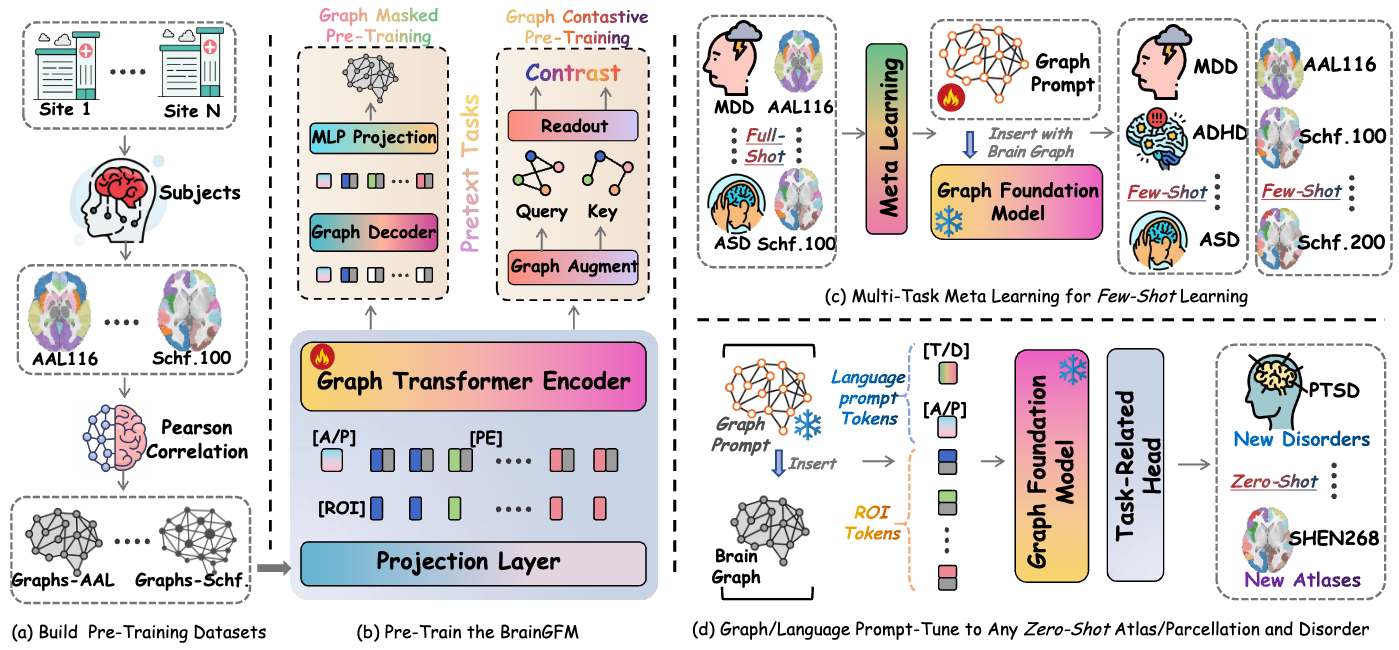 Site 1
Site N
Subjects
AAL116
Schf.100
Pearson
Correlation
Graphs-AAL
Graphs-Schf.
(a) Build Pre-Training Datasets
Graph Masked
Pre-Training
Graph Contastive
Pre-Training
MLP Projection
Graph Decoder
Pretext Tasks
Contrast
Readout
Query
Key
Graph Augment
Graph Transformer Encoder
[A/P]
[PE]
[ROI]
Projection Layer
(b) Pre-Train the BrainGFM
MDD
AAL116
Full-
Shot
ASD
Schf.100
Meta Learning
Graph
Prompt
Insert with
Brain Graph
Graph Foundation
Model
MDD
ADHD
Few-Shot
ASD
AAL116
Schf.100
Few-Shot
Schf.200
(c) Multi-Task Meta Learning for Few-Shot Learning
Graph
Prompt
Insert
Brain
Graph
Language
prompt
Tokens
ROI
Tokens
[T/D]
[A/P]
Graph Foundation
Model
Task-Related
Head
PTSD
New Disorders
Zero-Shot
SHEN268
New Atlases
(d) Graph/Language Prompt-Tune to Any Zero-Shot Atlas/Parcellation and Disorder